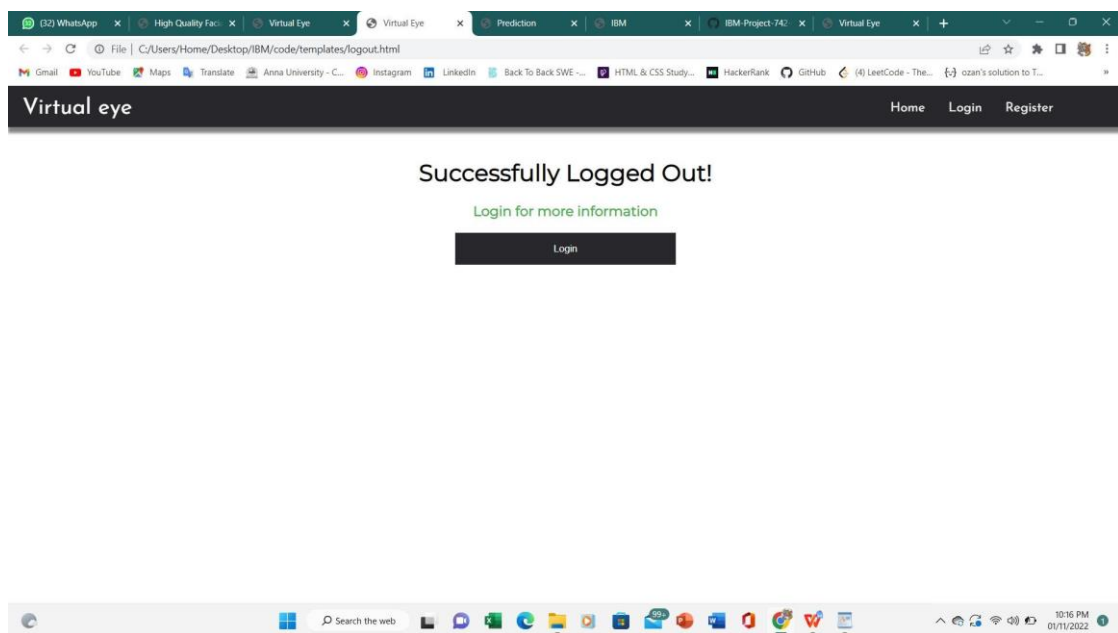 (32) WhatsApp
High Quality Faci
Virtual Eye
Virtual Eye
Prediction
IBM
IBM-Project-742
Virtual Eye
File | C:/Users/Home/Desktop/IBM/code/templates/logout.html
Gmail YouTube Maps Translate Anna University - C... Instagram LinkedIn Back To Back SWE -... HTML & CSS Study... HackerRank GitHub (4) LeetCode - The... ozan's solution to T... »
Virtual eye
Home Login Register
Successfully Logged Out!
Login for more information
Login
Search the web
99+
10:16 PM
01/11/2022
1